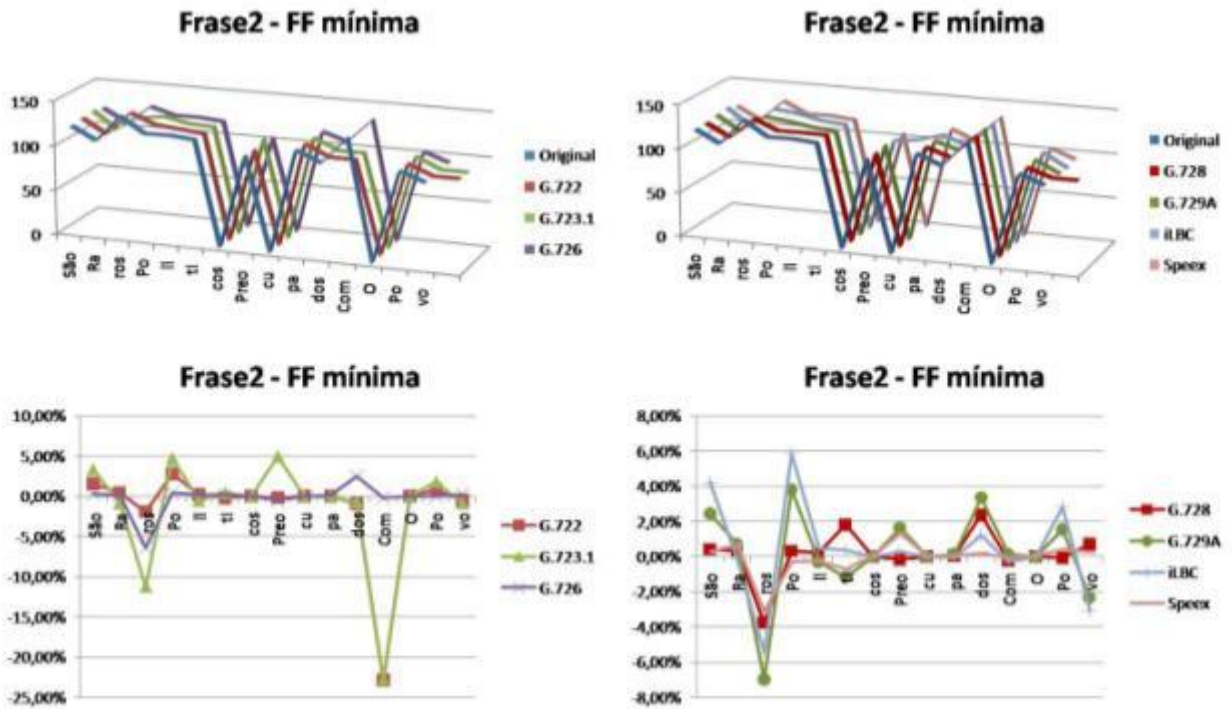 Frase2 - FF mínima
150
100
50
0
São
Ra
ros
Po
li
ti
cos
Preo
cu
pa
dos
Com
O
Po
vo
Original
G.722
G.723.1
G.726
Frase2 - FF mínima
150
100
50
0
São
Ra
ros
Po
li
ti
cos
Preo
cu
pa
dos
Com
O
Po
vo
Original
G.728
G.729A
iLBC
Speex
Frase2 - FF mínima
10,00%
5,00%
0,00%
-5,00%
-10,00%
-15,00%
-20,00%
-25,00%
São
Ra
ros
Po
li
ti
cos
Preo
cu
pa
dos
Com
O
Po
vo
G.722
G.723.1
G.726
Frase2 - FF mínima
8,00%
6,00%
4,00%
2,00%
0,00%
-2,00%
-4,00%
-6,00%
-8,00%
São
Ra
ros
Po
li
ti
cos
Preo
cu
pa
dos
Com
O
Po
vo
G.728
G.729A
iLBC
Speex